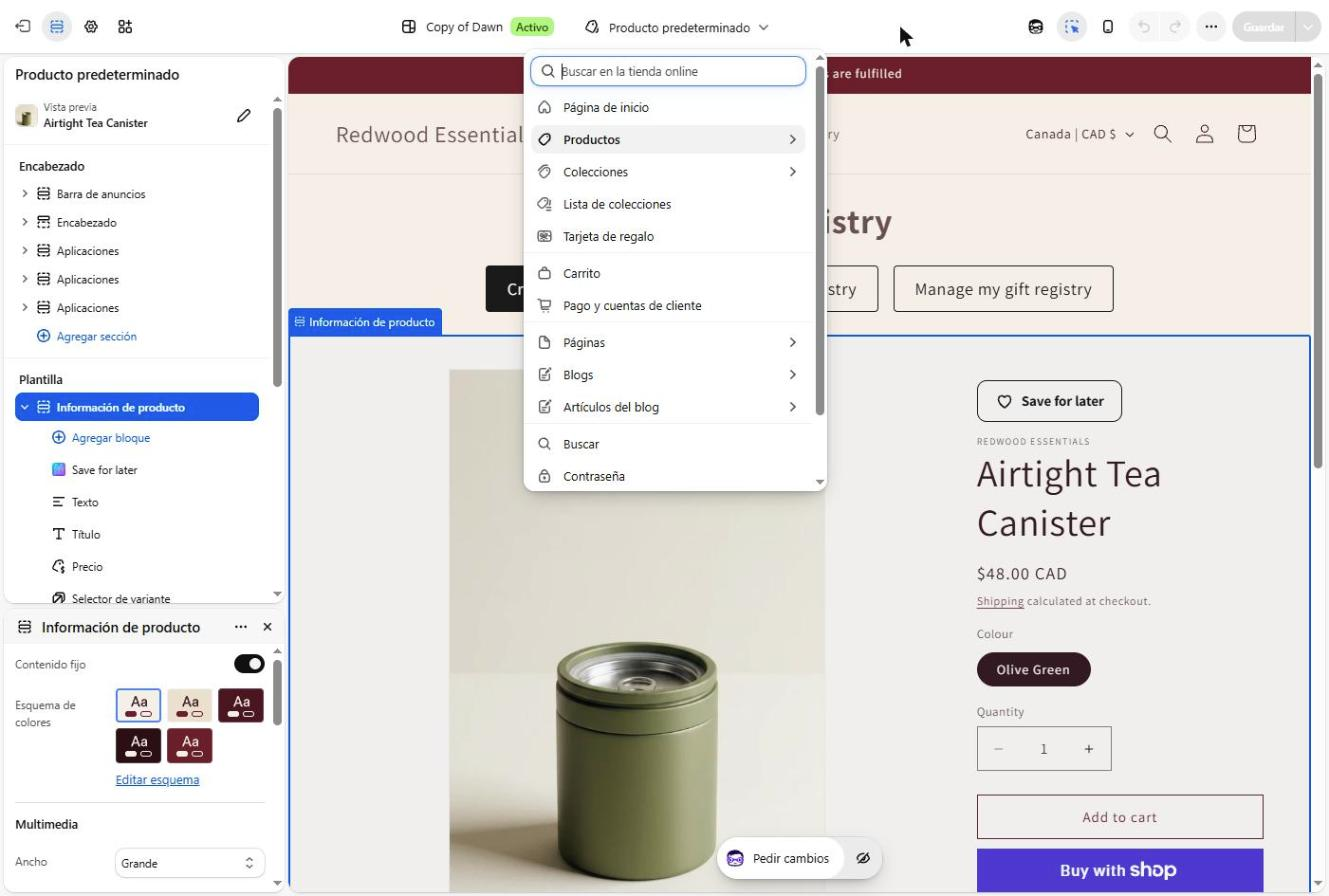 Copy of Dawn
Activo
Producto predeterminado
Guardar
Producto predeterminado
Vista previa
Airtight Tea Canister
Encabezado
Barra de anuncios
Encabezado
Aplicaciones
Aplicaciones
Aplicaciones
Agregar sección
Plantilla
Información de producto
Agregar bloque
Save for later
Texto
Título
Precio
Selector de variante
Información de producto
Contenido fijo
Esquema de
colores
Aa
Aa
Aa
Aa
Aa
Editar esquema
Multimedia
Ancho
Grande
Buscar en la tienda online
Página de inicio
Productos
Colecciones
Lista de colecciones
Tarjeta de regalo
Carrito
Pago y cuentas de cliente
Páginas
Blogs
Artículos del blog
Buscar
Contraseña
are fulfilled
Redwood Essential
ry
Canada | CAD $
istry
Cr
stry
Manage my gift registry
Información de producto
Save for later
REDWOOD ESSENTIALS
Airtight Tea
Canister
$48.00 CAD
Shipping calculated at checkout.
Colour
Olive Green
Quantity
− 1 +
Add to cart
Buy with shop
Pedir cambios